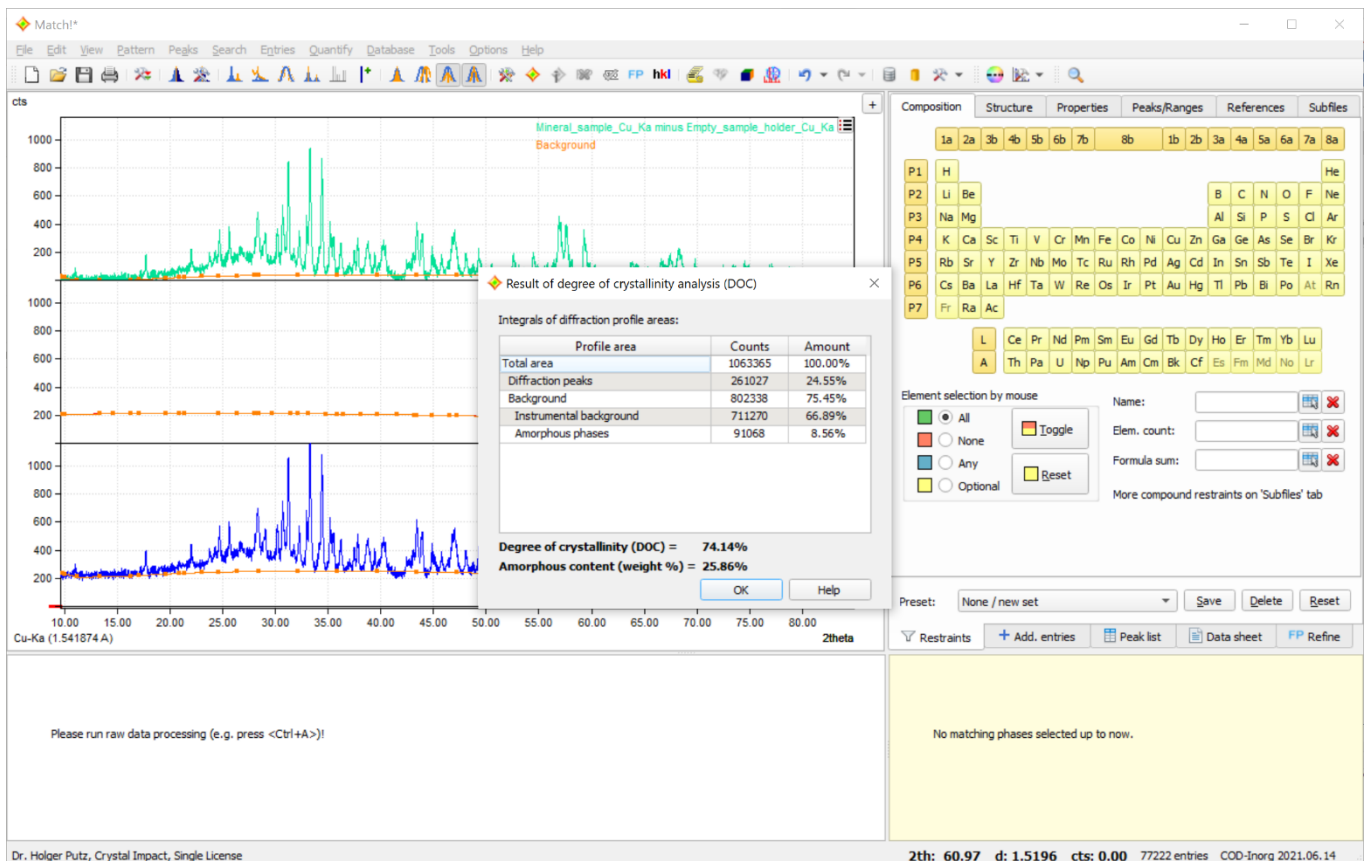 Match!*
File Edit View Pattern Peaks Search Entries Quantify Database Tools Options Help
FP hkl
cts
+
Mineral_sample_Cu_Ka minus Empty_sample_holder_Cu_Ka
Background
1000
800
600
400
200
1000
800
600
400
200
1000
800
600
400
200
10.00 15.00 20.00 25.00 30.00 35.00 40.00 45.00 50.00 55.00 60.00 65.00 70.00 75.00 80.00
Cu-Ka (1.541874 A) 2theta
Result of degree of crystallinity analysis (DOC)
Integrals of diffraction profile areas:
Profile area Counts Amount
Total area 1063365 100.00%
Diffraction peaks 261027 24.55%
Background 802338 75.45%
Instrumental background 711270 66.89%
Amorphous phases 91068 8.56%
Degree of crystallinity (DOC) = 74.14%
Amorphous content (weight %) = 25.86%
OK Help
Composition Structure Properties Peaks/Ranges References Subfiles
1a 2a 3b 4b 5b 6b 7b 8b 1b 2b 3a 4a 5a 6a 7a 8a
P1 H He
P2 Li Be B C N O F Ne
P3 Na Mg Al Si P S Cl Ar
P4 K Ca Sc Ti V Cr Mn Fe Co Ni Cu Zn Ga Ge As Se Br Kr
P5 Rb Sr Y Zr Nb Mo Tc Ru Rh Pd Ag Cd In Sn Sb Te I Xe
P6 Cs Ba La Hf Ta W Re Os Ir Pt Au Hg Tl Pb Bi Po At Rn
P7 Fr Ra Ac
L Ce Pr Nd Pm Sm Eu Gd Tb Dy Ho Er Tm Yb Lu
A Th Pa U Np Pu Am Cm Bk Cf Es Fm Md No Lr
Element selection by mouse
All
None
Any
Optional
Toggle
Reset
Name:
Elem. count:
Formula sum:
More compound restraints on 'Subfiles' tab
Preset: None / new set Save Delete Reset
Restraints + Add. entries Peak list Data sheet FP Refine
Please run raw data processing (e.g. press <Ctrl+A>)!
No matching phases selected up to now.
Dr. Holger Putz, Crystal Impact, Single License
2th: 60.97 d: 1.5196 cts: 0.00 77222 entries COD-Inorg 2021.06.14